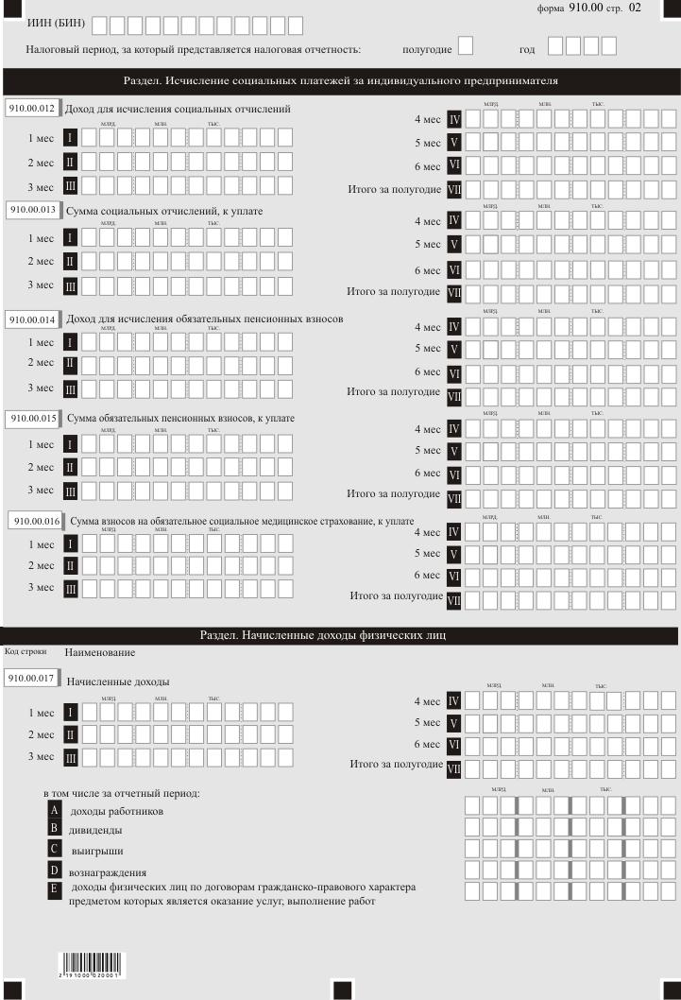 форма 910.00 стр. 02
ИИН (БИН)
Налоговый период, за который представляется налоговая отчетность: полугодие год
Раздел. Исчисление социальных платежей за индивидуального предпринимателя
910.00.012 Доход для исчисления социальных отчислений
МЛРД. МЛН. ТЫС.
1 мес I
2 мес II
3 мес III
МЛРД. МЛН. ТЫС.
4 мес IV
5 мес V
6 мес VI
Итого за полугодие VII
910.00.013 Сумма социальных отчислений, к уплате
МЛРД. МЛН. ТЫС.
1 мес I
2 мес II
3 мес III
МЛРД. МЛН. ТЫС.
4 мес IV
5 мес V
6 мес VI
Итого за полугодие VII
910.00.014 Доход для исчисления обязательных пенсионных взносов
МЛРД. МЛН. ТЫС.
1 мес I
2 мес II
3 мес III
МЛРД. МЛН. ТЫС.
4 мес IV
5 мес V
6 мес VI
Итого за полугодие VII
910.00.015 Сумма обязательных пенсионных взносов, к уплате
МЛРД. МЛН. ТЫС.
1 мес I
2 мес II
3 мес III
МЛРД. МЛН. ТЫС.
4 мес IV
5 мес V
6 мес VI
Итого за полугодие VII
910.00.016 Сумма взносов на обязательное социальное медицинское страхование, к уплате
МЛРД. МЛН. ТЫС.
1 мес I
2 мес II
3 мес III
МЛРД. МЛН. ТЫС
4 мес IV
5 мес V
6 мес VI
Итого за полугодие VII
Раздел. Начисленные доходы физических лиц
Код строки Наименование
910.00.017 Начисленные доходы
МЛРД. МЛН. ТЫС.
1 мес I
2 мес II
3 мес III
МЛРД. МЛН. ТЫС.
4 мес IV
5 мес V
6 мес VI
Итого за полугодие VII
в том числе за отчетный период:
МЛРД. МЛН. ТЫС.
A доходы работников
B дивиденды
C выигрыши
D вознаграждения
E доходы физических лиц по договорам гражданско-правового характера
предметом которых является оказание услуг, выполнение работ
2 191000 020001